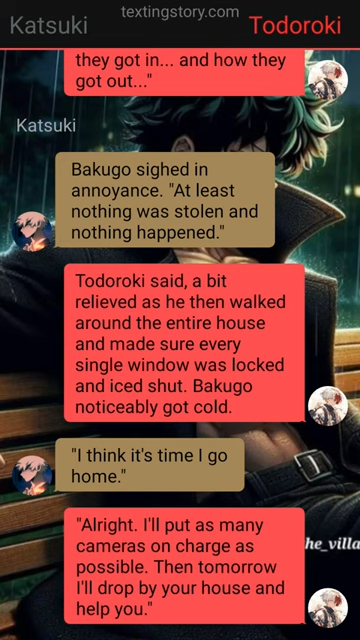 textingstory.com
Katsuki
Todoroki
they got in... and how they
got out..."
Katsuki
Bakugo sighed in
annoyance. "At least
nothing was stolen and
nothing happened."
Todoroki said, a bit
relieved as he then walked
around the entire house
and made sure every
single window was locked
and iced shut. Bakugo
noticeably got cold.
"I think it's time I go
home."
"Alright. I'll put as many
cameras on charge as
possible. Then tomorrow
I'll drop by your house and
help you."
he_villa